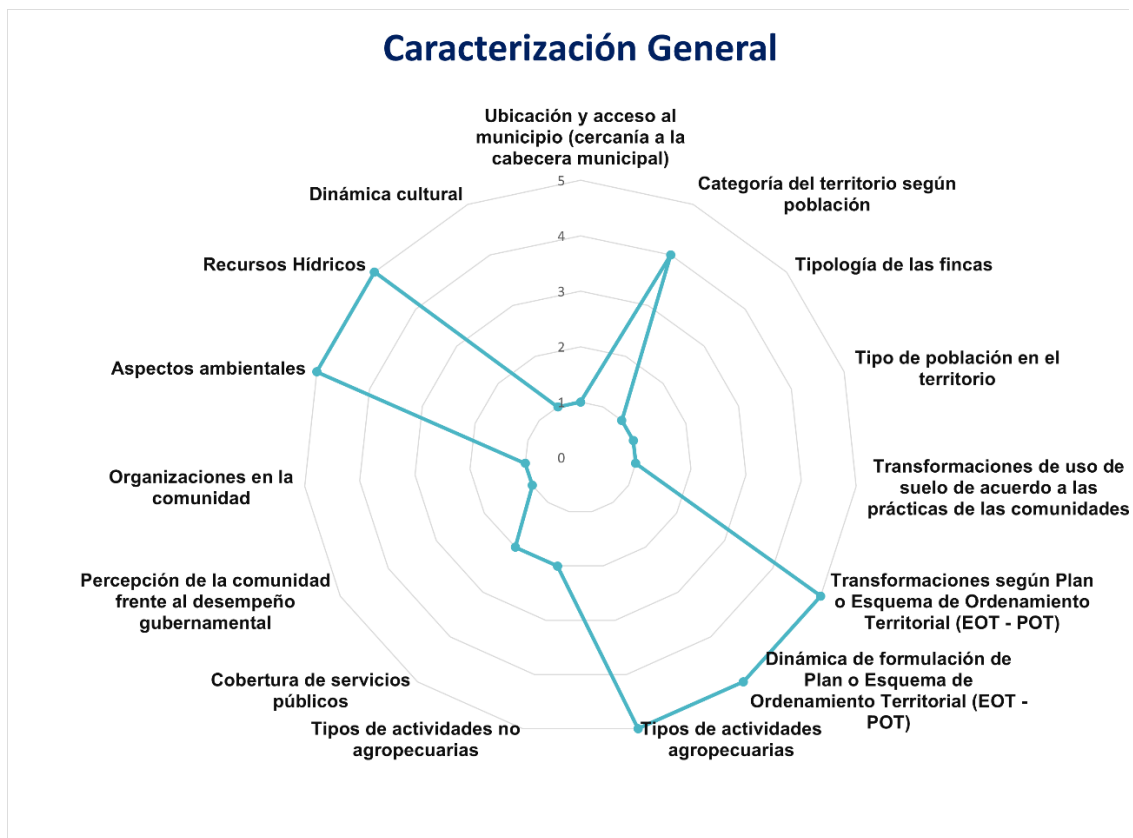 Caracterización General
Ubicación y acceso al
municipio (cercanía a la
cabecera municipal)
Categoría del territorio según
población
Tipología de las fincas
Tipo de población en el
territorio
Transformaciones de uso de
suelo de acuerdo a las
prácticas de las comunidades
Transformaciones según Plan
o Esquema de Ordenamiento
Territorial (EOT - POT)
Dinámica de formulación de
Plan o Esquema de
Ordenamiento Territorial (EOT -
POT)
Tipos de actividades
agropecuarias
Tipos de actividades no
agropecuarias
Cobertura de servicios
públicos
Percepción de la comunidad
frente al desempeño
gubernamental
Organizaciones en la
comunidad
Aspectos ambientales
Recursos Hídricos
Dinámica cultural
5
4
3
2
1
0